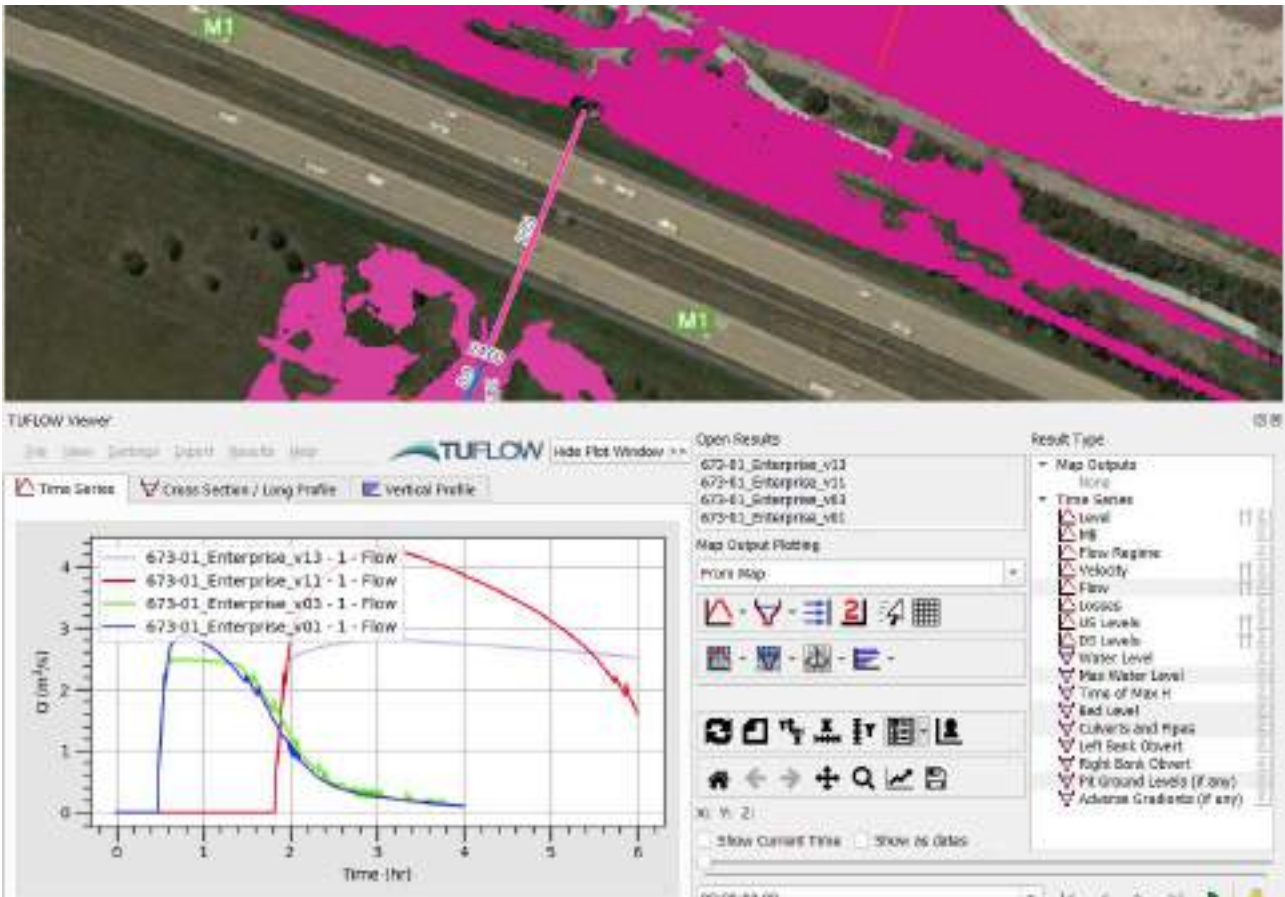 M1
M1
TUFLOW Viewer
File View Settings Export Results Help
TUFLOW
Hide Plot Window >>
Time Series
Cross Section / Long Profile
Vertical Profile
673-01_Enterprise_v13 - 1 - Flow
673-01_Enterprise_v11 - 1 - Flow
673-01_Enterprise_v03 - 1 - Flow
673-01_Enterprise_v01 - 1 - Flow
4
3
2
1
0
Q (m³/s)
0 1 2 3 4 5 6
Time (hr)
Open Results
673-01_Enterprise_v13
673-01_Enterprise_v11
673-01_Enterprise_v03
673-01_Enterprise_v01
Map Output Plotting
From Map
X: Y: Z:
Show Current Time
Show as dates
Result Type
Map Outputs
None
Time Series
Level
MB
Flow Regime
Velocity
Flow
Losses
US Levels
DS Levels
Water Level
Max Water Level
Time of Max H
Bed Level
Culverts and Pipes
Left Bank Obvert
Right Bank Obvert
Pit Ground Levels (if any)
Adverse Gradients (if any)